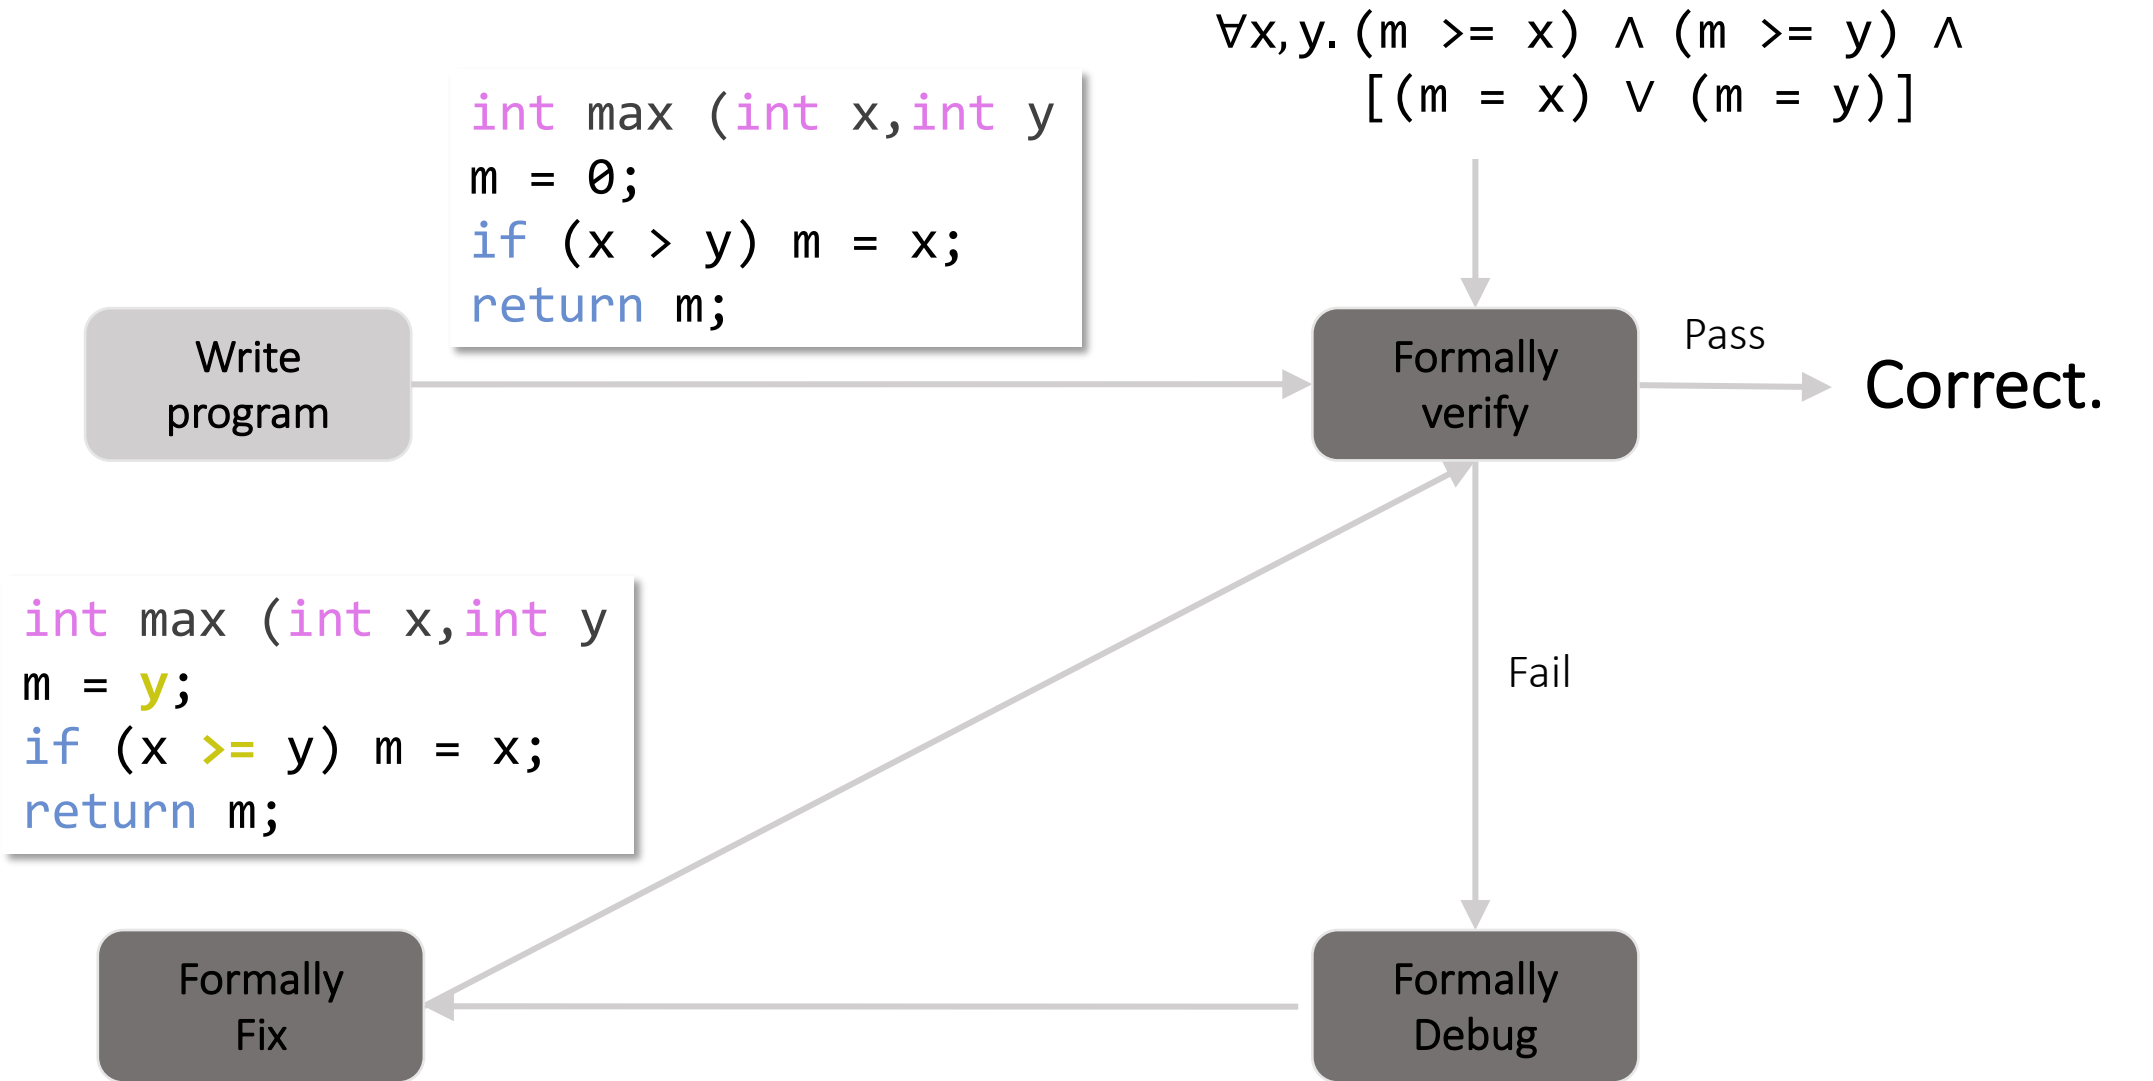 ∀x,y.(m >= x) ∧ (m >= y) ∧
[(m = x) ∨ (m = y)]
int max (int x,int y
m = 0;
if (x > y) m = x;
return m;
Write
program
Formally
verify
Pass
Correct.
int max (int x,int y
m = y;
if (x >= y) m = x;
return m;
Fail
Formally
Fix
Formally
Debug